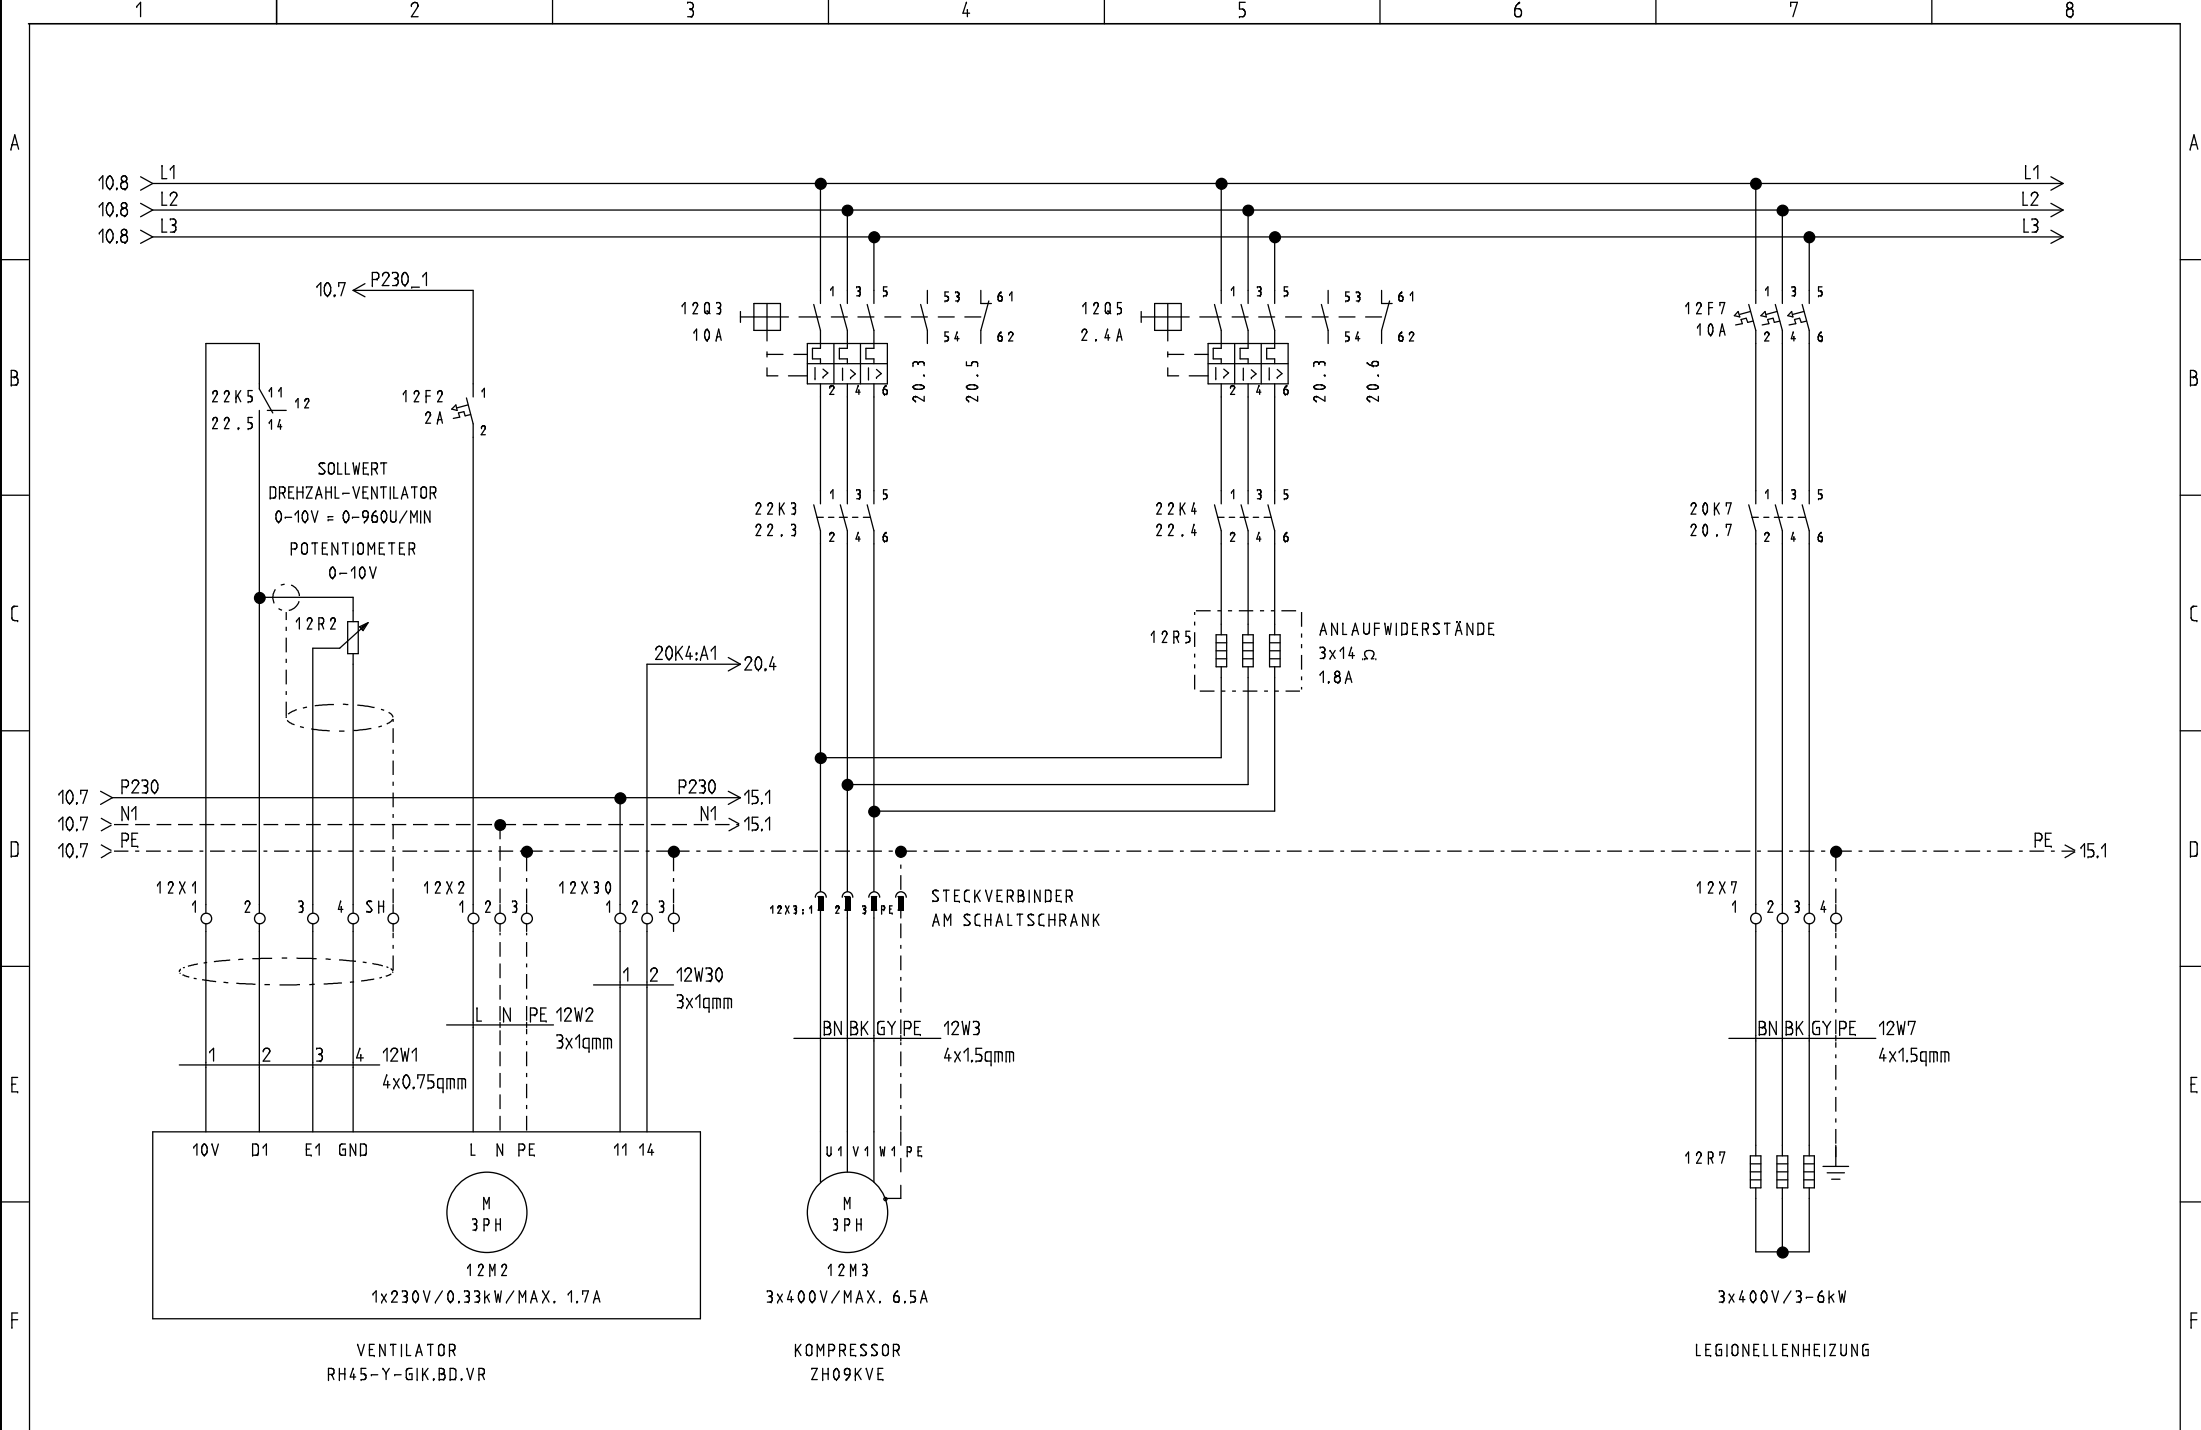 1 2 3 4 5 6 7 8
A A
10.8 L1 L1
10.8 L2 L2
10.8 L3 L3
10.7 P230_1
12Q3 1 3 5 53 61
10A 54 62
2 4 6 20.3 20.5
12Q5 1 3 5 53 61
2.4A 54 62
2 4 6 20.3 20.6
12F7 1 3 5
10A 2 4 6
B B
22K5 11 12
22.5 14
12F2 1
2A 2
SOLLWERT
DREHZAHL-VENTILATOR
0-10V = 0-960U/MIN
POTENTIOMETER
0-10V
22K3 1 3 5
22.3 2 4 6
22K4 1 3 5
22.4 2 4 6
20K7 1 3 5
20.7 2 4 6
C C
12R2
20K4:A1 20.4
12R5
ANLAUFWIDERSTÄNDE
3x14 Ω
1.8A
10.7 P230 P230 15.1
10.7 N1 N1 15.1
10.7 PE PE 15.1
D D
12X1
1 2 3 4 SH
12X2
1 2 3
12X30
1 2 3
12X3:1 2 3 PE
STECKVERBINDER
AM SCHALTSCHRANK
12X7
1 2 3 4
1 2 12W30
3x1qmm
L N PE 12W2
3x1qmm
1 2 3 4 12W1
4x0.75qmm
BN BK GY PE 12W3
4x1.5qmm
BN BK GY PE 12W7
4x1.5qmm
E E
10V D1 E1 GND L N PE 11 14
U1 V1 W1 PE
12R7
M
3PH
12M2
1x230V/0.33kW/MAX. 1.7A
M
3PH
12M3
3x400V/MAX. 6.5A
3x400V/3-6kW
F F
VENTILATOR
RH45-Y-GIK.BD.VR
KOMPRESSOR
ZH09KVE
LEGIONELLENHEIZUNG